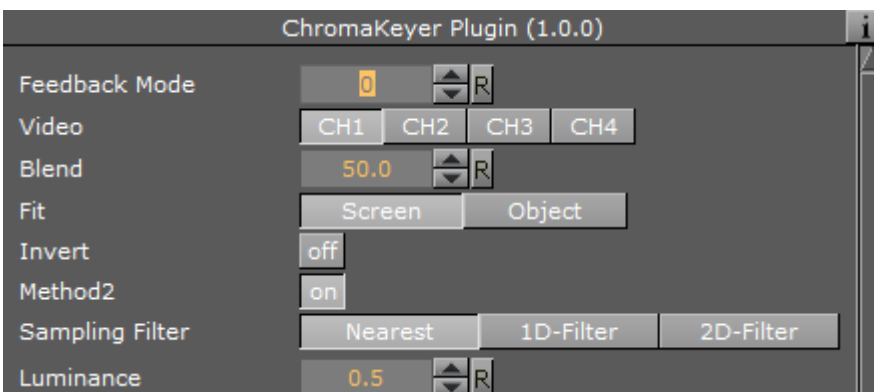 ChromaKeyer Plugin (1.0.0) i
Feedback Mode 0 R
Video CH1 CH2 CH3 CH4
Blend 50.0 R
Fit Screen Object
Invert off
Method2 on
Sampling Filter Nearest 1D-Filter 2D-Filter
Luminance 0.5 R